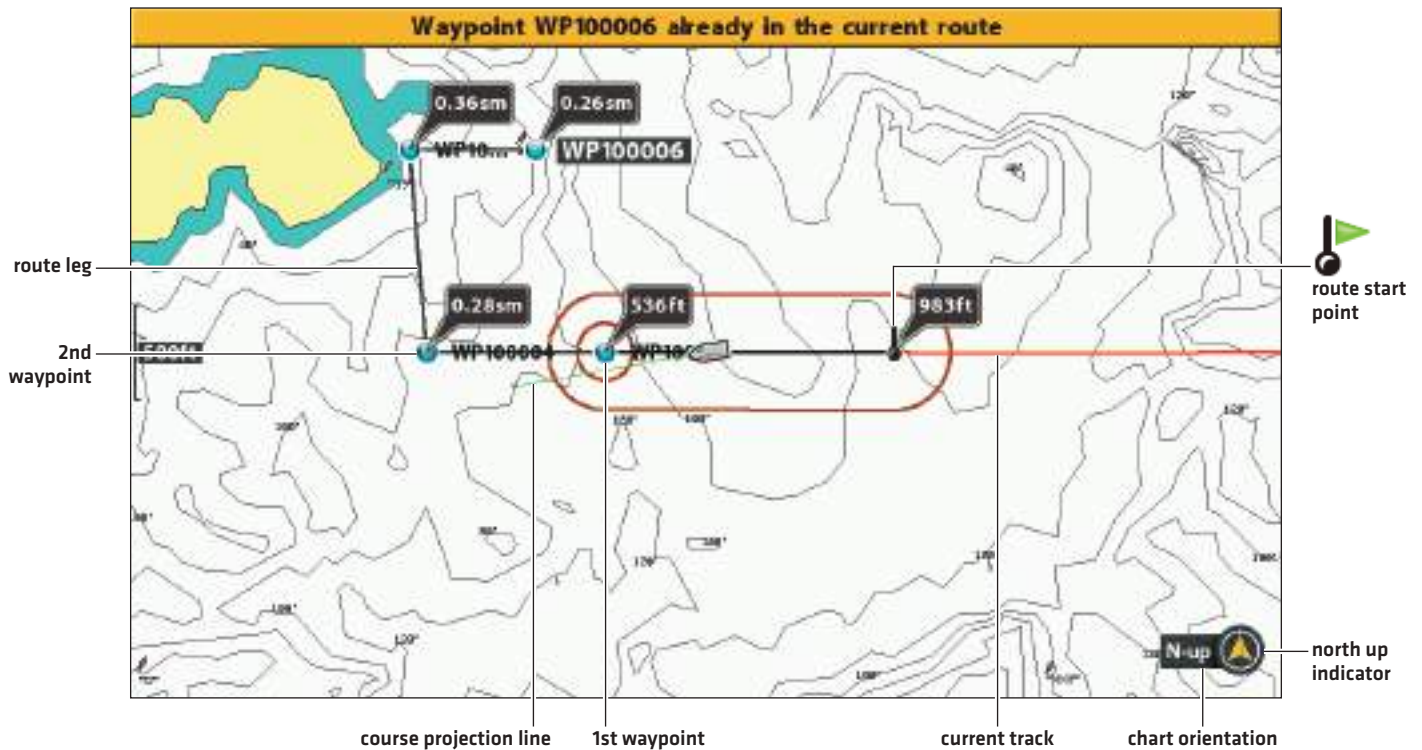 Waypoint WP100006 already in the current route
0.36sm
0.26sm
WP10...
WP100006
route leg
0.28sm
536ft
983ft
route start
point
2nd
waypoint
WP100004
N-up
north up
indicator
course projection line
1st waypoint
current track
chart orientation